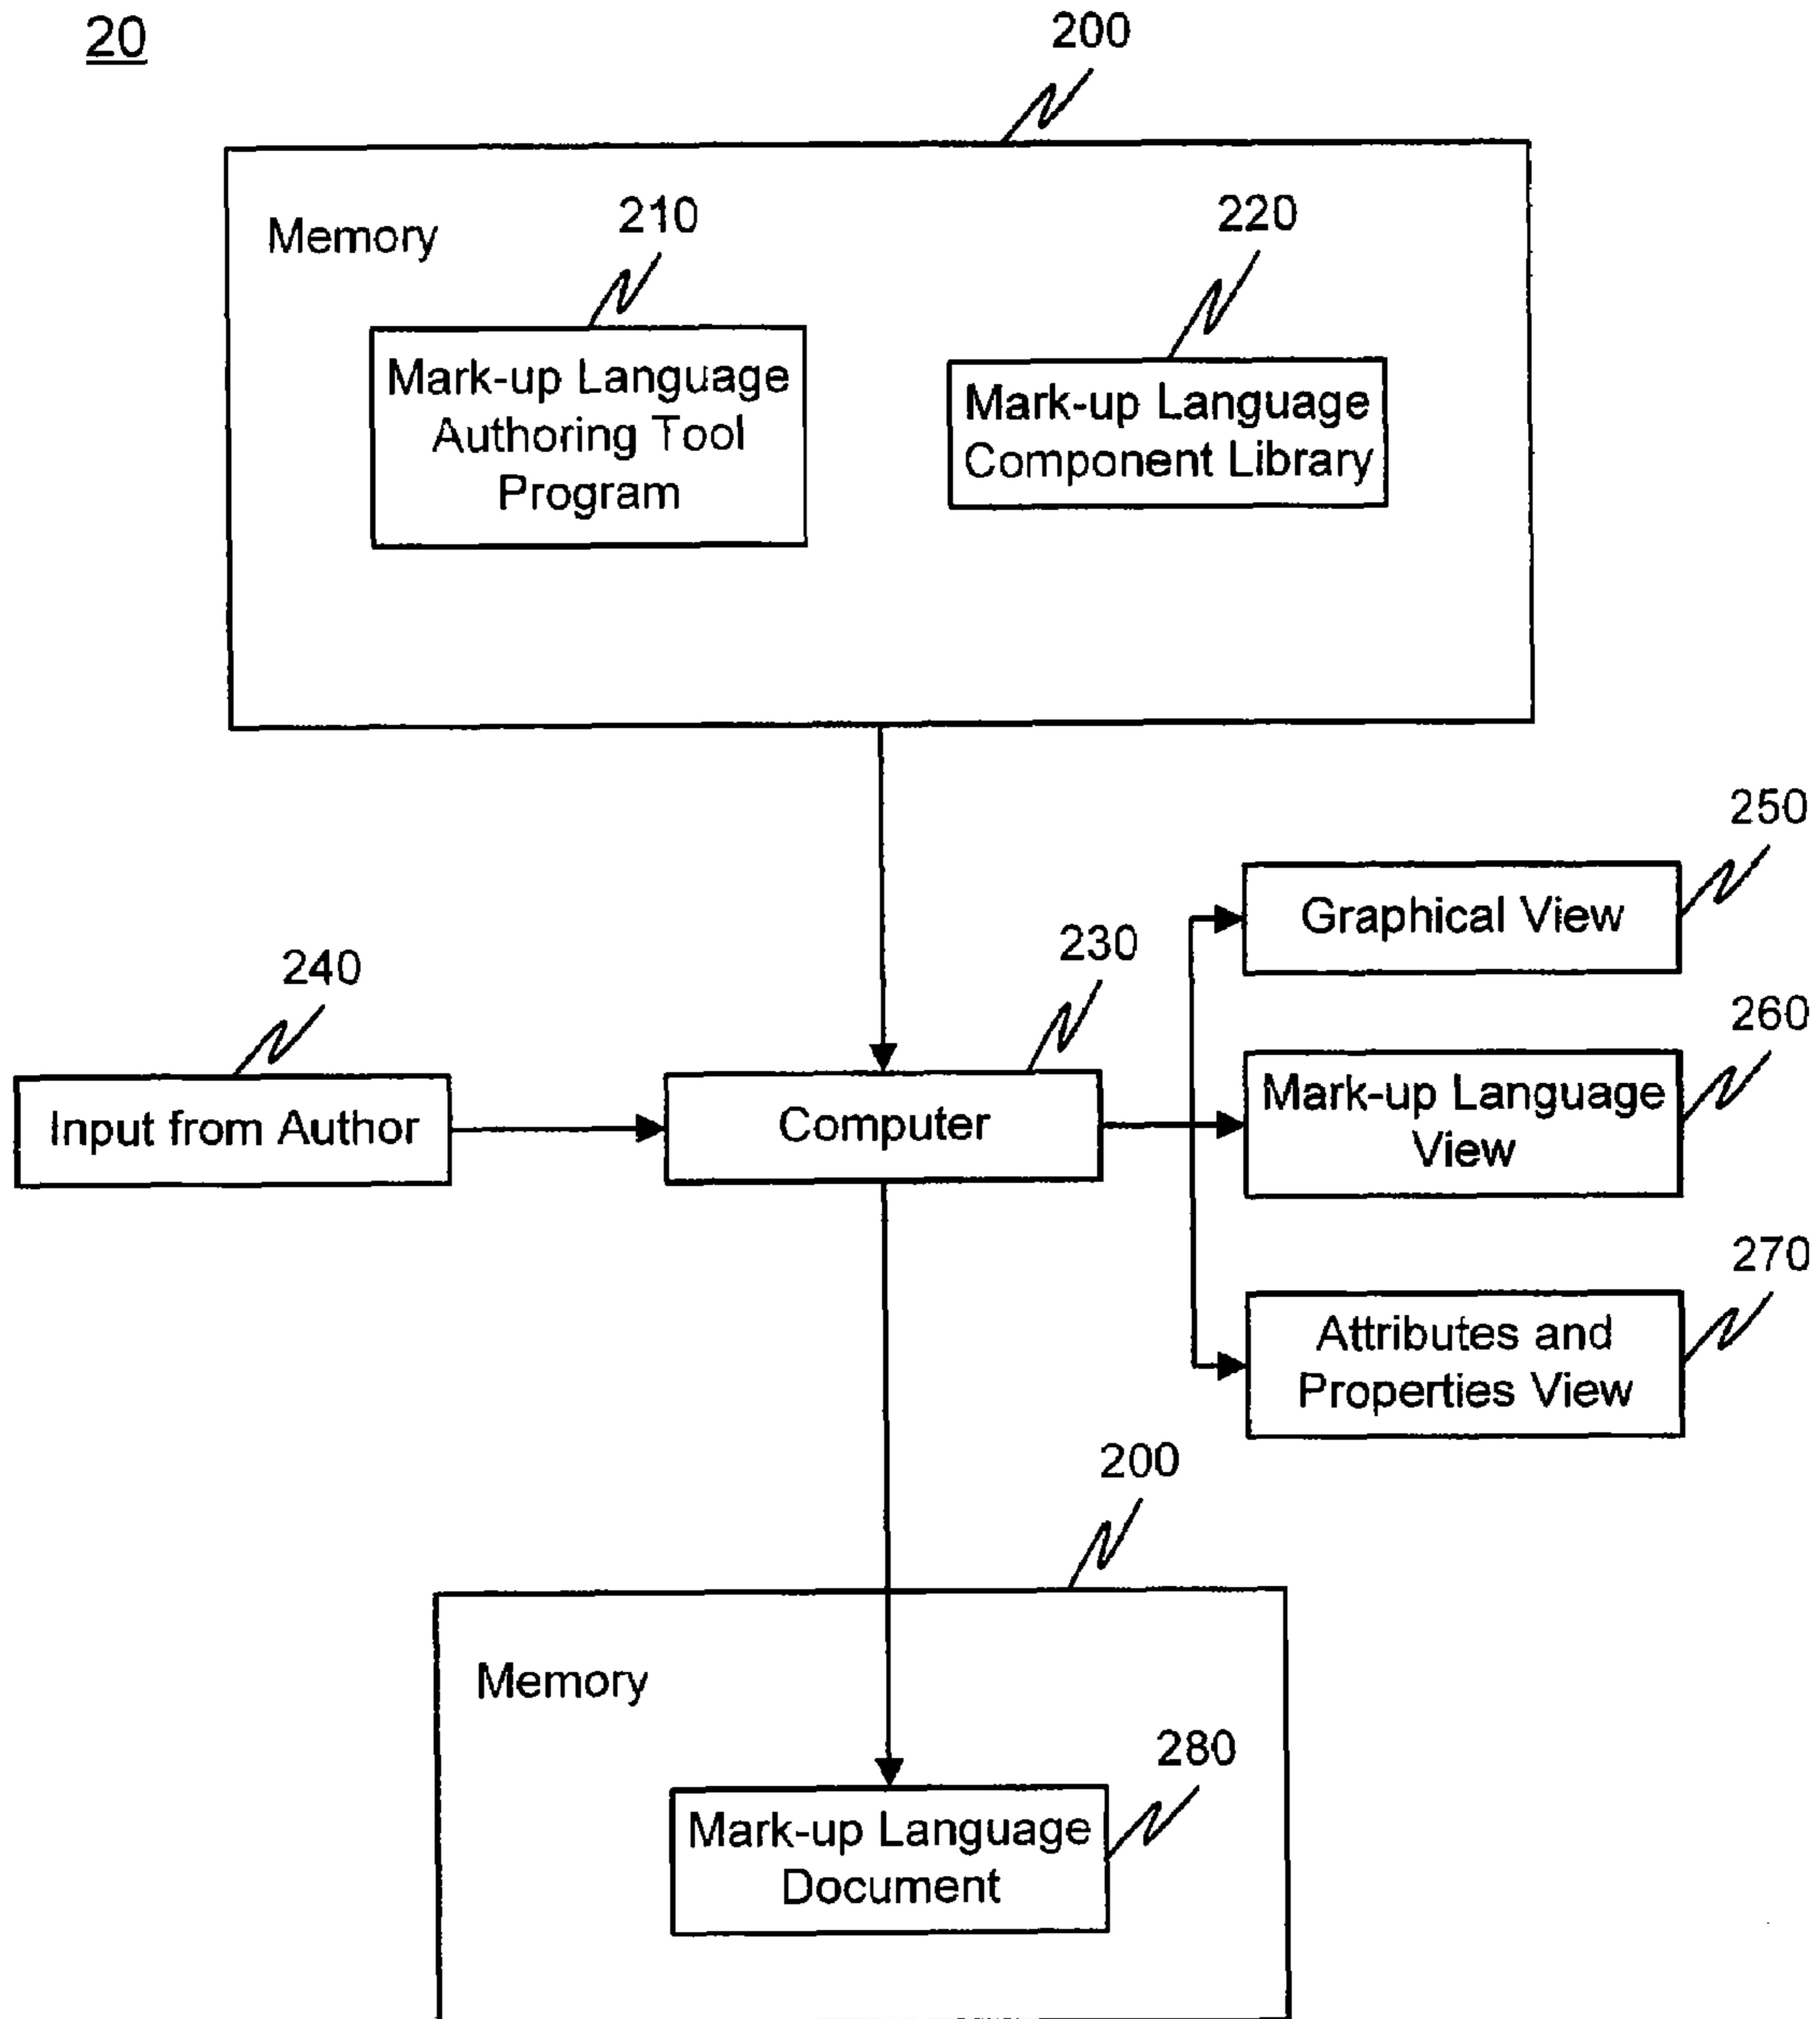 20
200
Memory
210
220
Mark-up Language
Authoring Tool
Program
Mark-up Language
Component Library
250
Graphical View
230
240
260
Input from Author
Computer
Mark-up Language
View
270
Attributes and
Properties View
200
Memory
280
Mark-up Language
Document